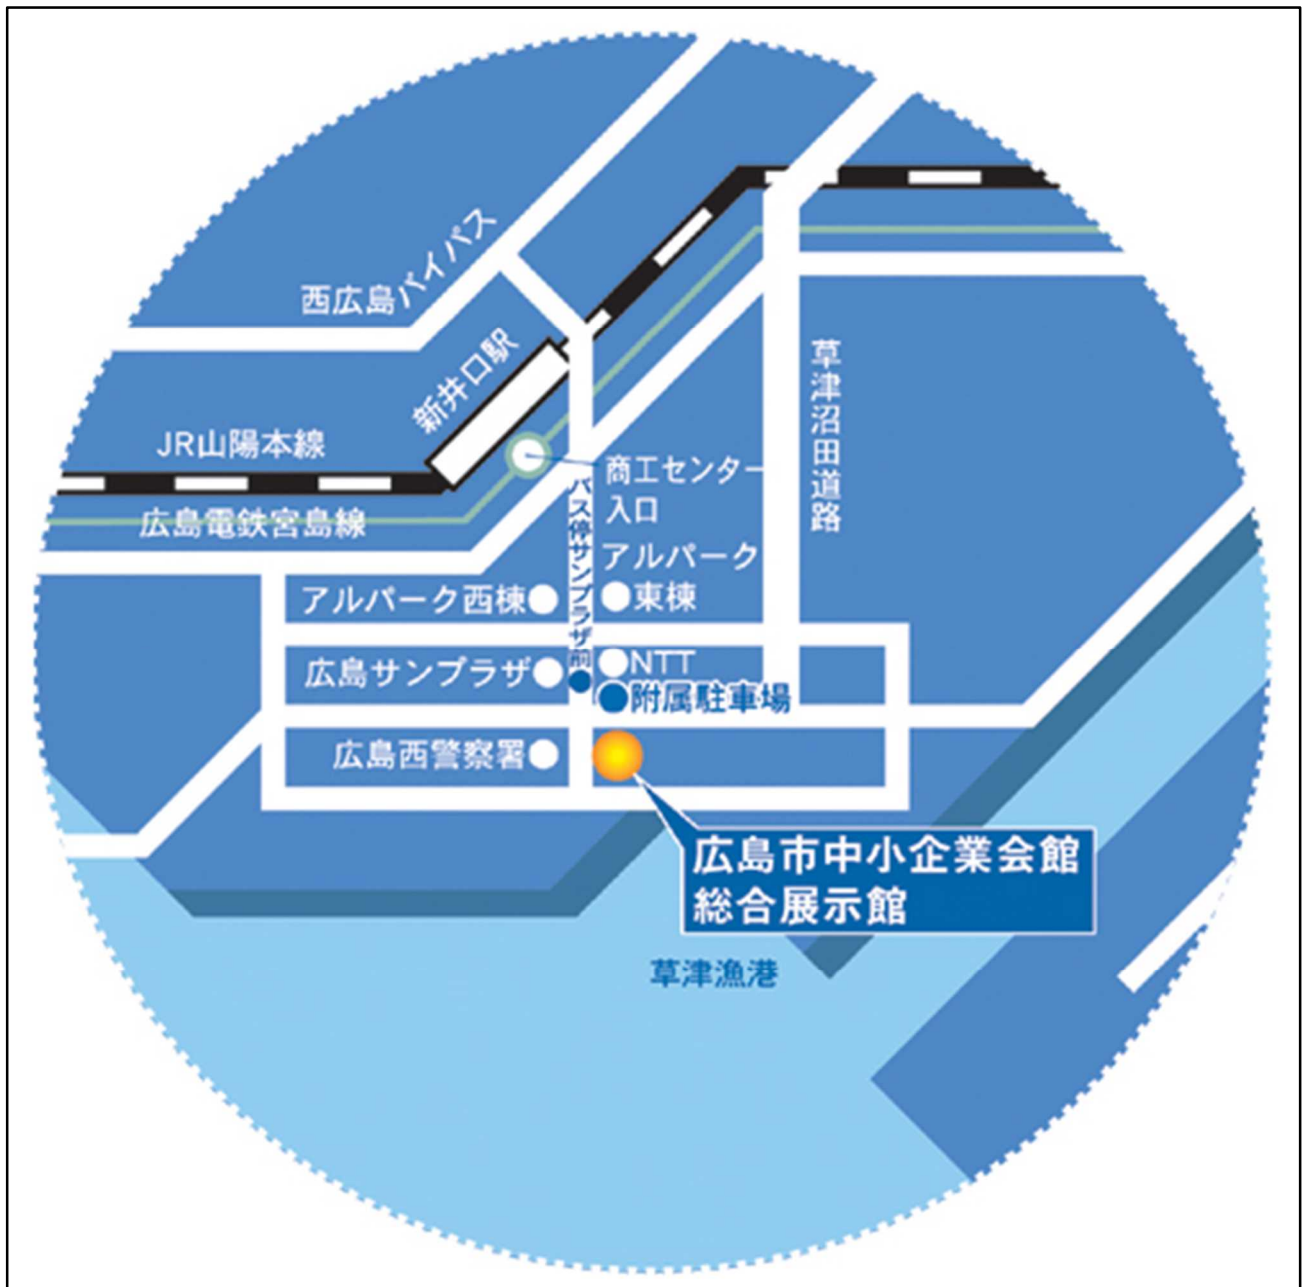 西広島バイパス
新井口駅
JR山陽本線
草津沼田道路
商工センター
入口
広島電鉄宮島線
バス停サンプラザ前
アルパーク
東棟
アルパーク西棟
広島サンプラザ
NTT
附属駐車場
広島西警察署
広島市中小企業会館
総合展示館
草津漁港